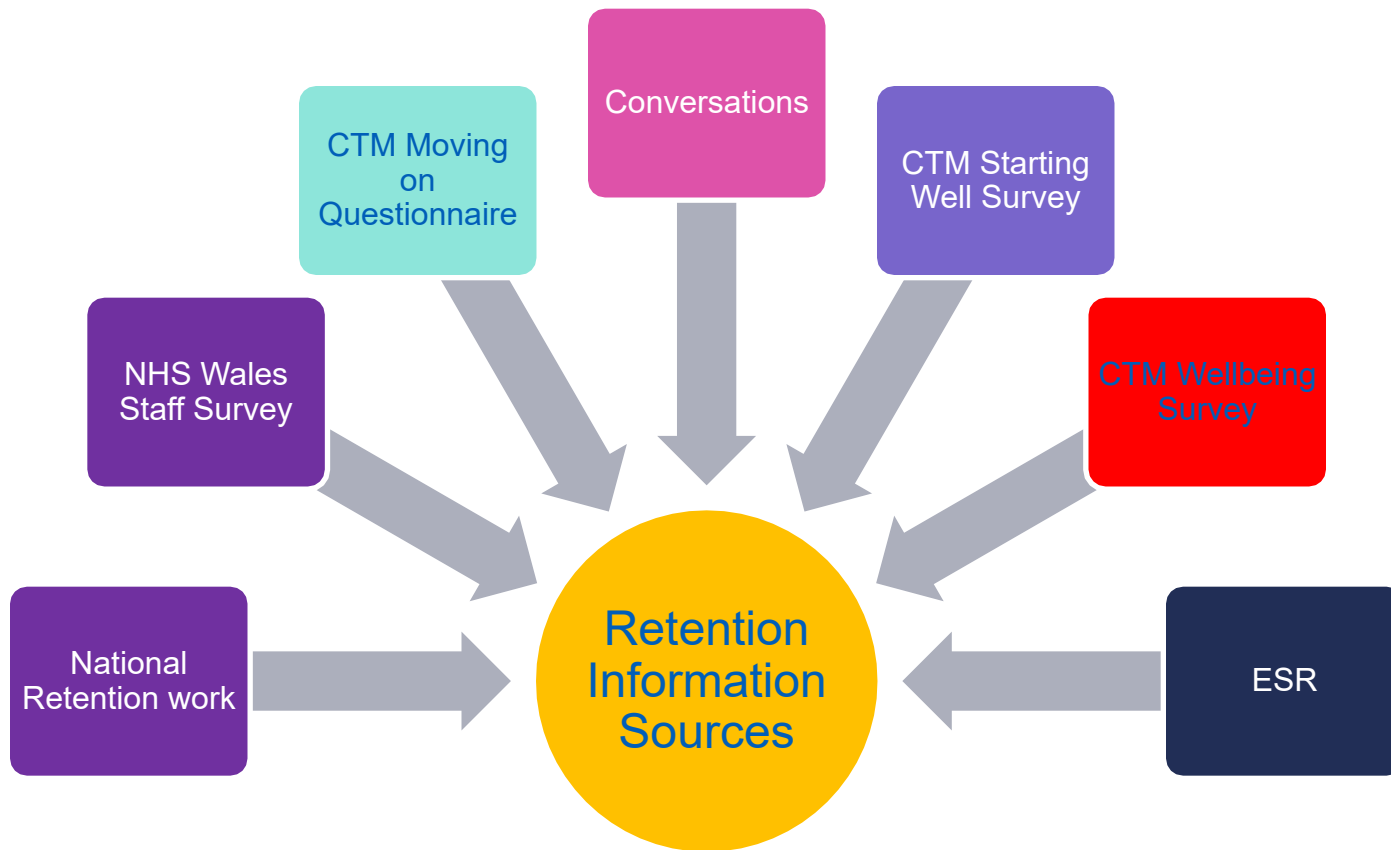 Conversations
CTM Moving
on
Questionnaire
CTM Starting
Well Survey
NHS Wales
Staff Survey
CTM Wellbeing
Survey
National
Retention work
Retention
Information
Sources
ESR